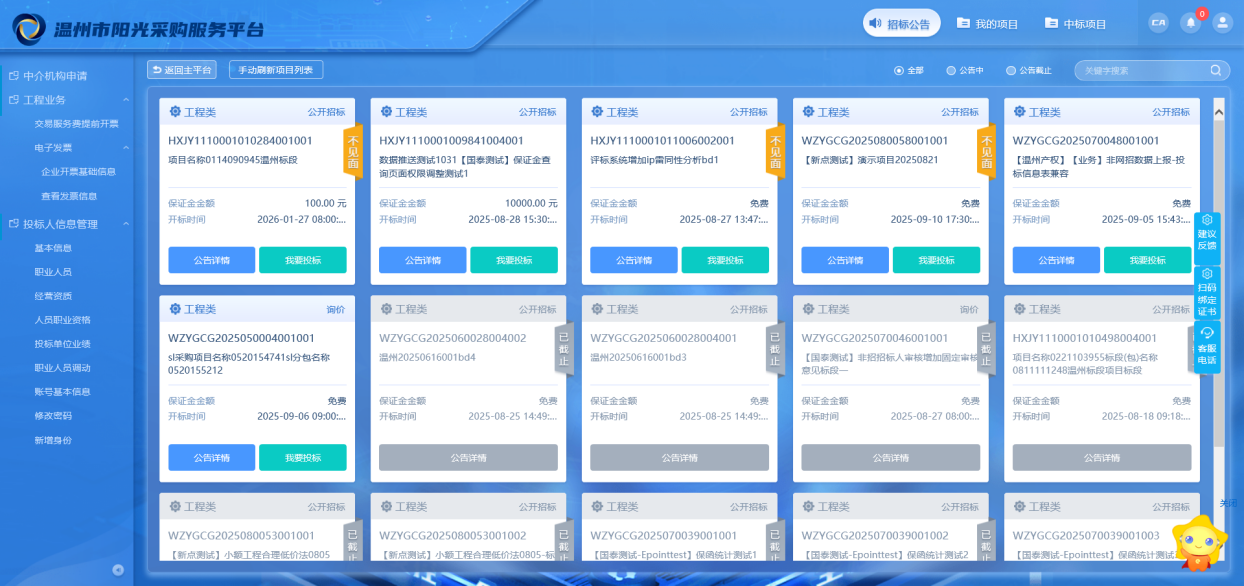 温州市阳光采购服务平台
招标公告
我的项目
中标项目
CA
0
中介机构申请
工程业务
交易服务费提前开票
电子发票
企业开票基础信息
查看发票信息
投标人信息管理
基本信息
职业人员
经营资质
人员职业资格
投标单位业绩
职业人员调动
账号基本信息
修改密码
新增身份
返回主平台
手动刷新项目列表
全部
公告中
公告截止
关键字搜索
工程类 公开招标
HXJY1110001010284001001
不见面
项目名称0114090945温州标段
保证金金额 100.00 元
开标时间 2026-01-27 08:00:...
公告详情 我要投标
工程类 公开招标
HXJY1110001009841004001
数据推送测试1031【国泰测试】保证金查
询页面权限调整测试1
保证金金额 10000.00 元
开标时间 2025-08-28 15:30:...
公告详情 我要投标
工程类 公开招标
HXJY1110001011006002001
不见面
评标系统增加ip雷同性分析bd1
保证金金额 免费
开标时间 2025-08-27 13:47:...
公告详情 我要投标
工程类 公开招标
WZYGCG2025080058001001
不见面
【新点测试】演示项目20250821
保证金金额 免费
开标时间 2025-09-10 17:30:...
公告详情 我要投标
工程类 公开招标
WZYGCG2025070048001001
【温州产权】【业务】非网招数据上报-投
标信息表兼容
保证金金额 免费
开标时间 2025-09-05 15:43:...
公告详情 我要投标
工程类 询价
WZYGCG2025050004001001
sl采购项目名称0520154741sl分包名称
0520155212
保证金金额 免费
开标时间 2025-09-06 09:00:...
公告详情 我要投标
工程类 公开招标
WZYGCG2025060028004002
已截止
温州20250616001bd4
保证金金额 免费
开标时间 2025-08-25 14:49:...
公告详情
工程类 公开招标
WZYGCG2025060028004001
已截止
温州20250616001bd3
保证金金额 免费
开标时间 2025-08-25 14:49:...
公告详情
工程类 询价
WZYGCG2025070046001001
已截止
【国泰测试】非招招标人审核增加固定审核
意见标段一
保证金金额 免费
开标时间 2025-08-27 08:00:...
公告详情
工程类 公开招标
HXJY1110001010498004001
项目名称0221103955标段(包)名称
0811111248温州标段项目标段
保证金金额 免费
开标时间 2025-08-18 09:18:...
公告详情
工程类 公开招标
WZYGCG2025080053001001
已截止
【新点测试】小额工程合理低价法0805
工程类 公开招标
WZYGCG2025080053001002
已截止
【新点测试】小额工程合理低价法0805-标
工程类 公开招标
WZYGCG2025070039001001
已截止
【国泰测试-Epointtest】保函统计测试1
工程类 公开招标
WZYGCG2025070039001002
已截止
【国泰测试-Epointtest】保函统计测试2
工程类 公开招标
WZYGCG2025070039001003
【国泰测试-Epointtest】保函统计测试
建议
反馈
扫码
绑定
证书
客服
电话
关闭